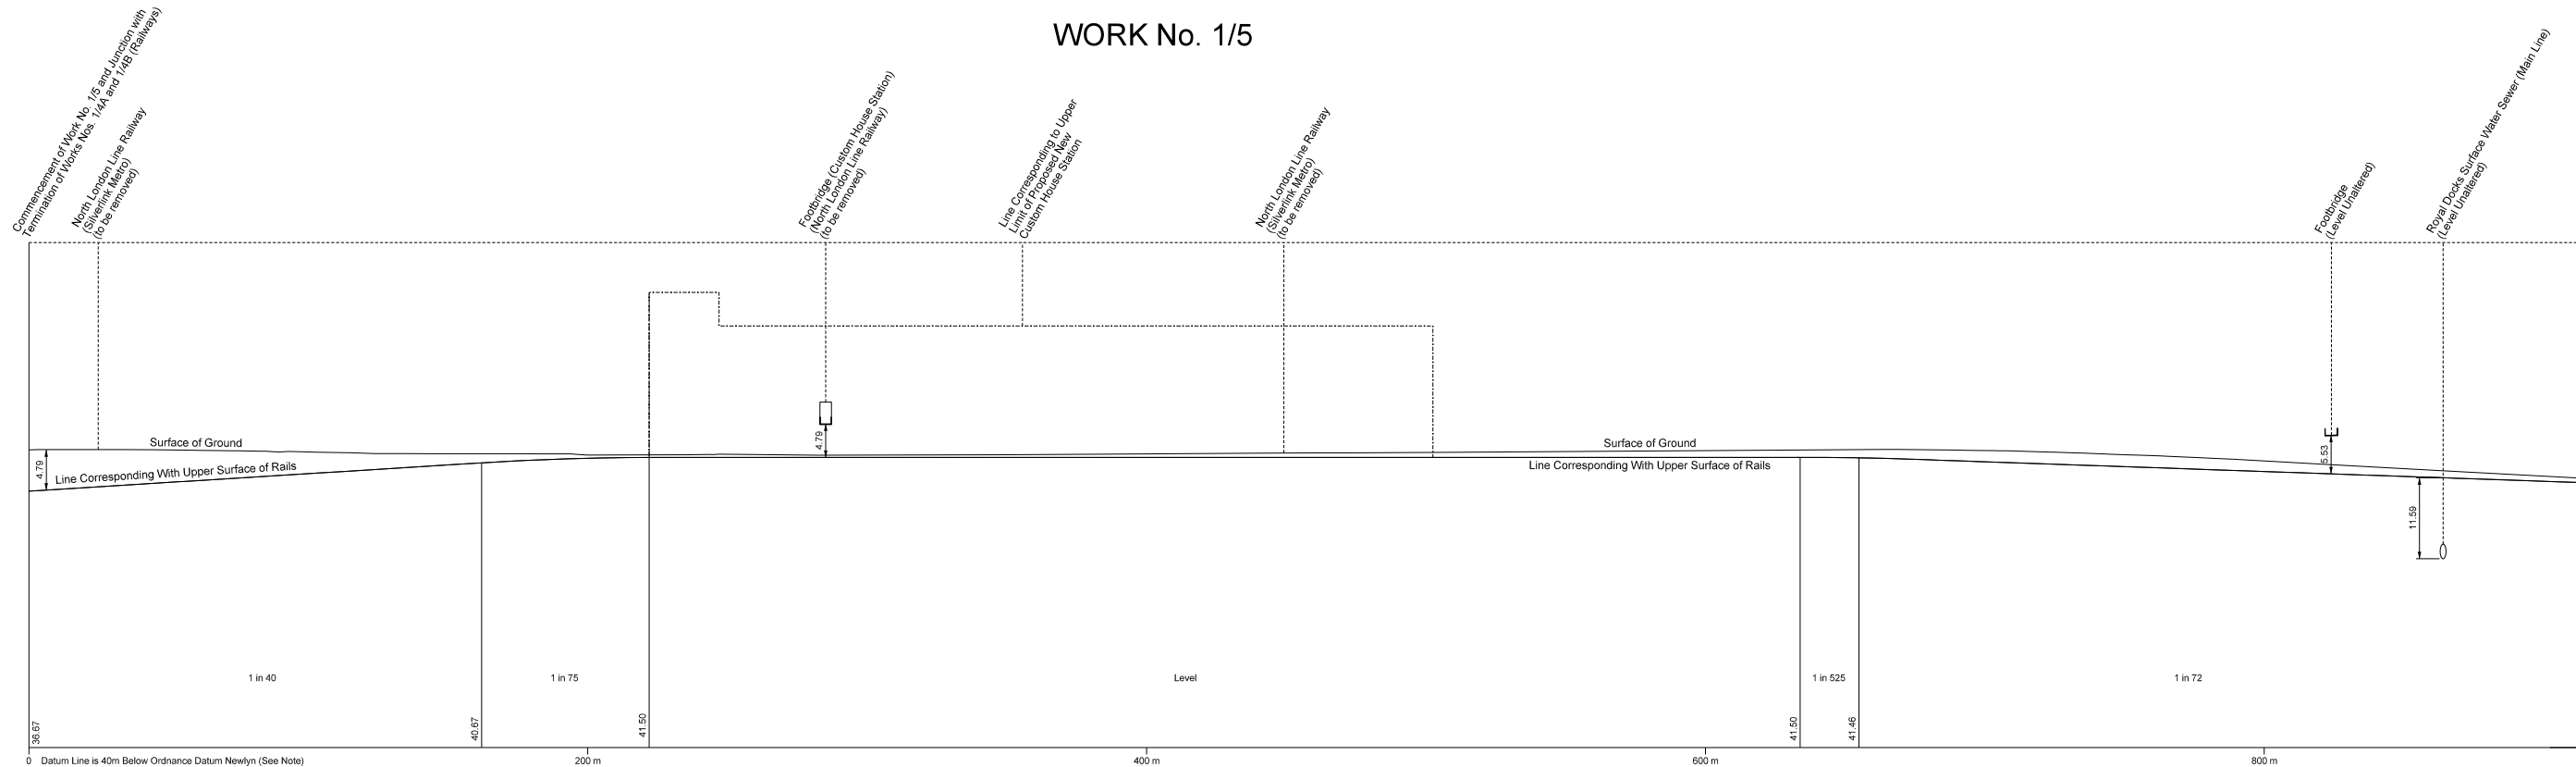 WORK No. 1/5
Commencement of Work No. 1/5 and Junction with
Termination of Works Nos. 1/4A and 1/4B (Railways)
North London Line Railway
(Silverlink Metro)
(to be removed)
Footbridge (Custom House Station)
(North London Line Railway)
(to be removed)
Line Corresponding to Upper
Limit of Proposed New
Custom House Station
North London Line Railway
(Silverlink Metro)
(to be removed)
Footbridge
(Level Unaltered)
Royal Docks Surface Water Sewer (Main Line)
(Level Unaltered)
Surface of Ground
4.79
Line Corresponding With Upper Surface of Rails
4.79
Surface of Ground
Line Corresponding With Upper Surface of Rails
5.53
11.59
1 in 40
1 in 75
Level
1 in 525
1 in 72
36.67
40.67
41.50
41.50
41.46
0
Datum Line is 40m Below Ordnance Datum Newlyn (See Note)
200 m
400 m
600 m
800 m